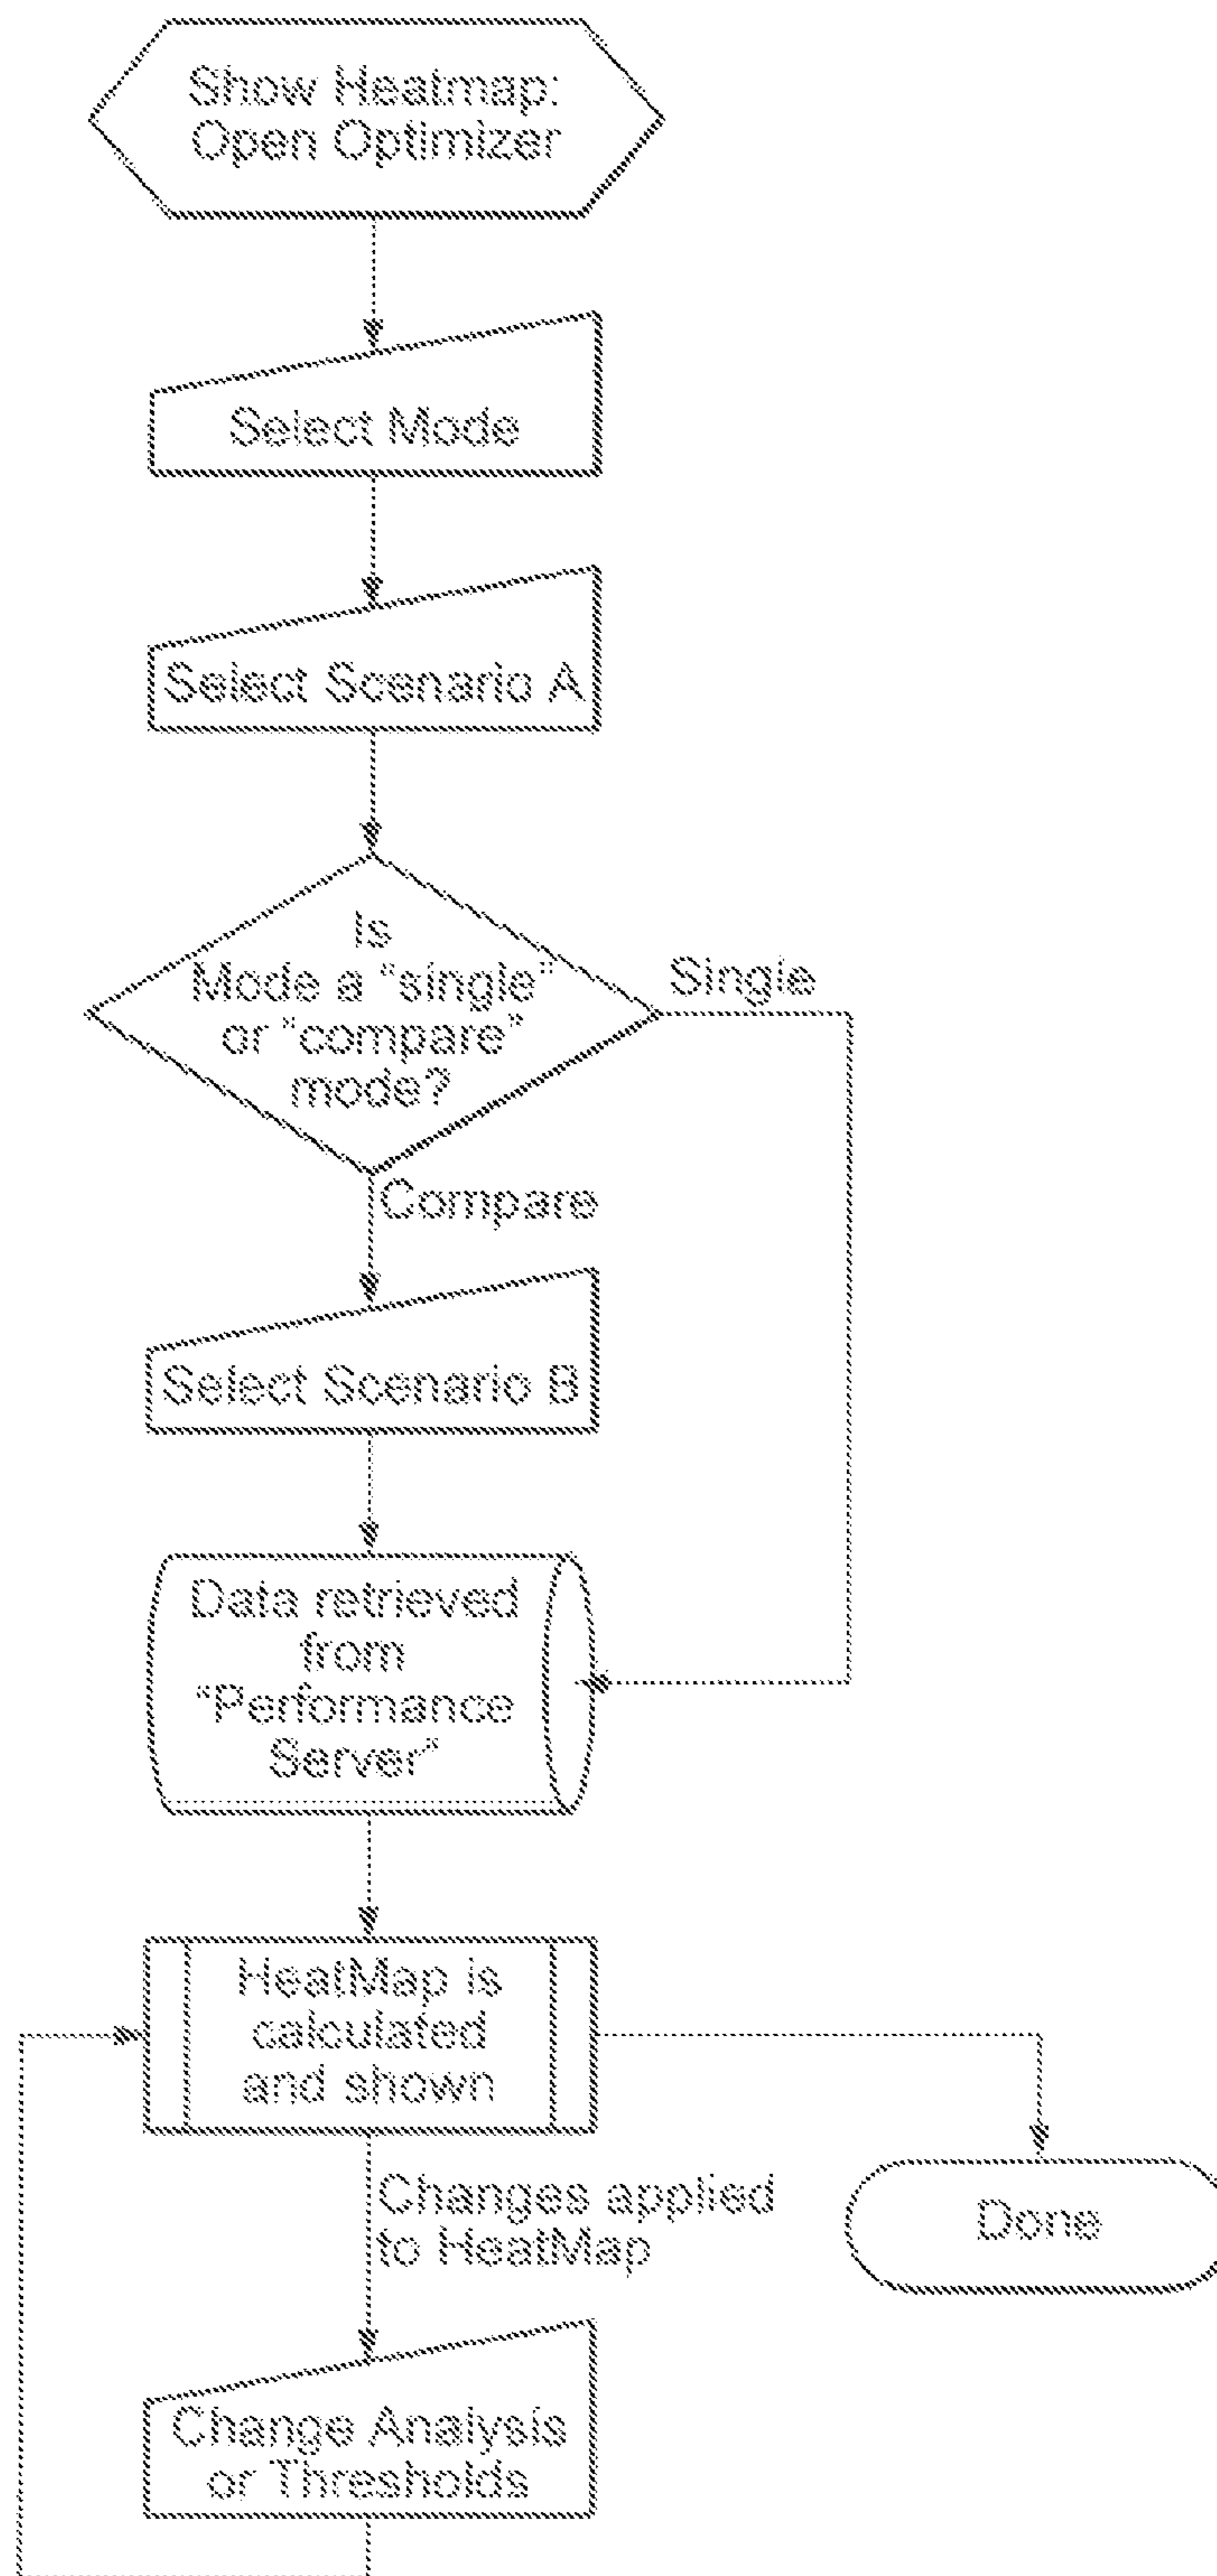 Show Heatmap:
Open Optimizer
Select Mode
Select Scenario A
Is
Mode a "single"
or "compare"
mode?
Single
Compare
Select Scenario B
Data retrieved
from
"Performance
Server"
HeatMap is
calculated
and shown
Changes applied
to HeatMap
Done
Change Analysis
or Thresholds